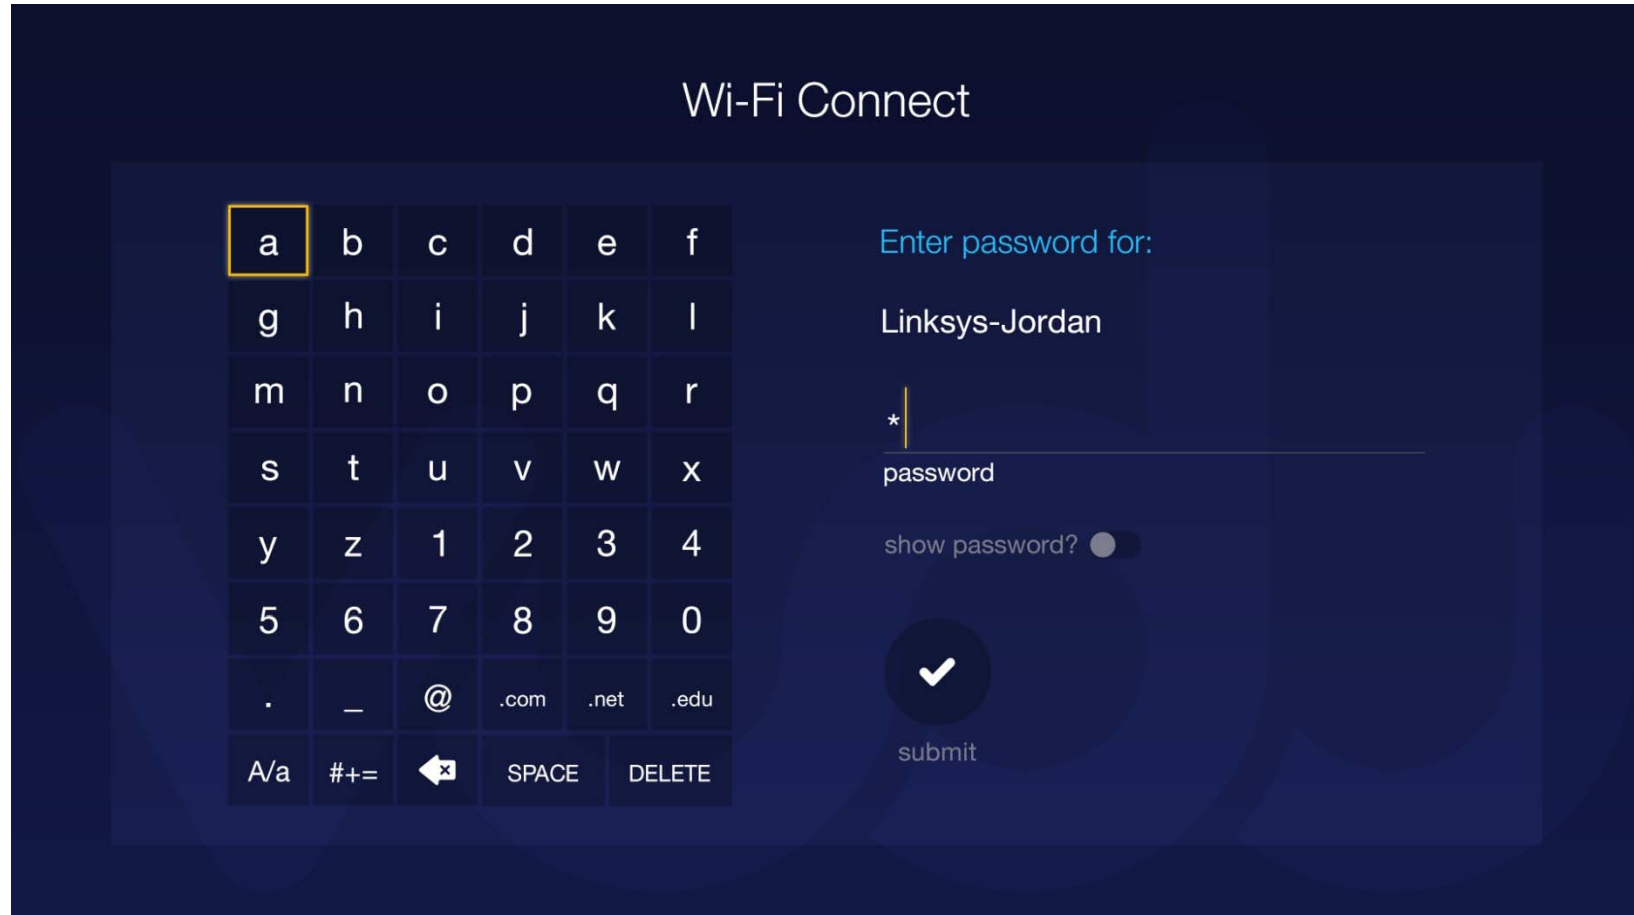 Wi-Fi Connect
a b c d e f
g h i j k l
m n o p q r
s t u v w x
y z 1 2 3 4
5 6 7 8 9 0
. _ @ .com .net .edu
A/a #+= SPACE DELETE
Enter password for:
Linksys-Jordan
*
password
show password?
submit
vudu